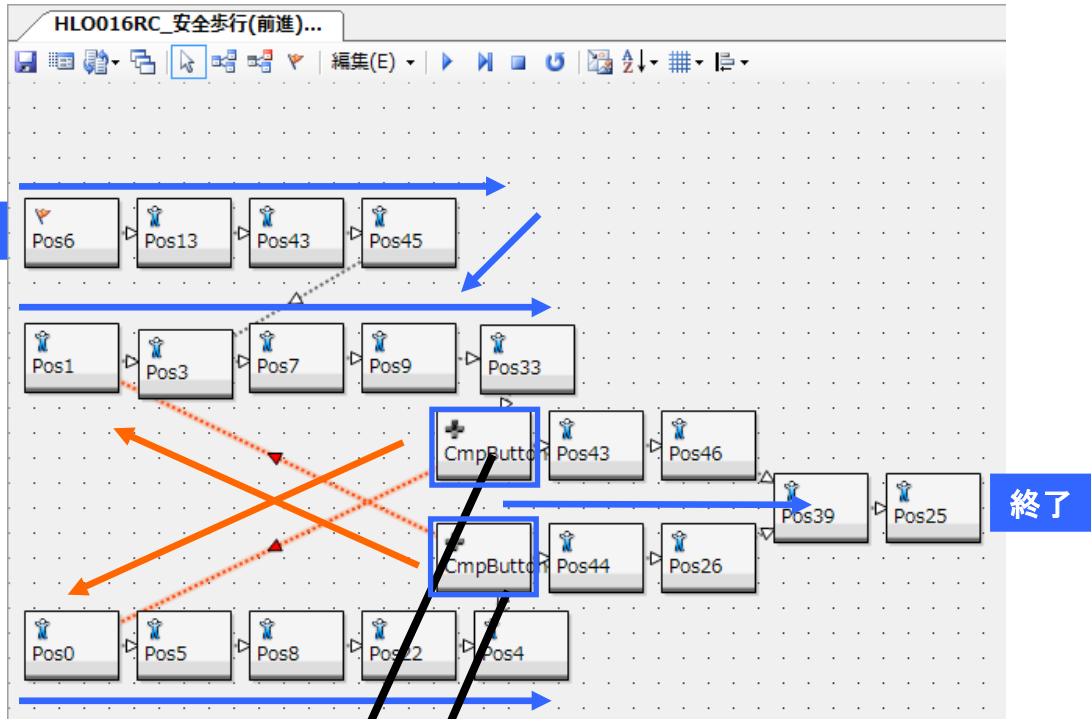 HLO016RC_安全歩行(前進)...
編集(E)
Pos6 Pos13 Pos43 Pos45
Pos1 Pos3 Pos7 Pos9 Pos33
CmpButton Pos43 Pos46
Pos39 Pos25 終了
CmpButton Pos44 Pos26
Pos0 Pos5 Pos8 Pos22 Pos4